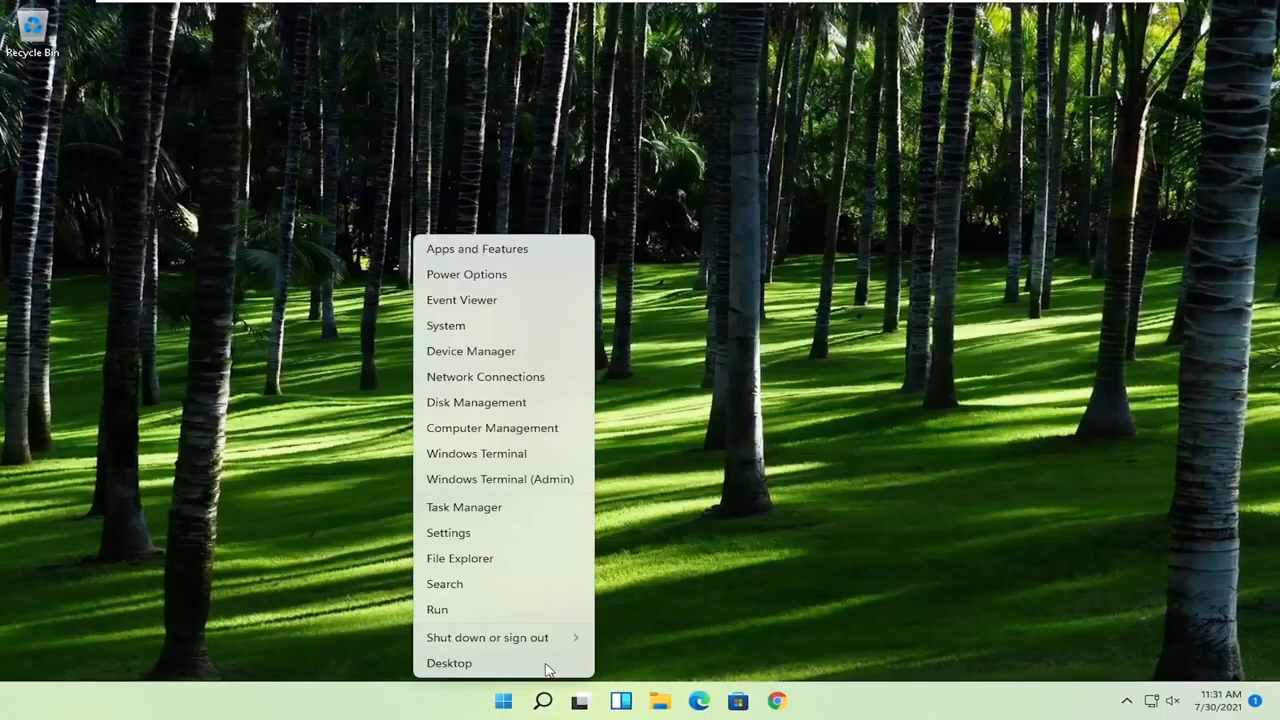 Recycle Bin
Apps and Features
Power Options
Event Viewer
System
Device Manager
Network Connections
Disk Management
Computer Management
Windows Terminal
Windows Terminal (Admin)
Task Manager
Settings
File Explorer
Search
Run
Shut down or sign out
Desktop
11:31 AM
7/30/2021
1